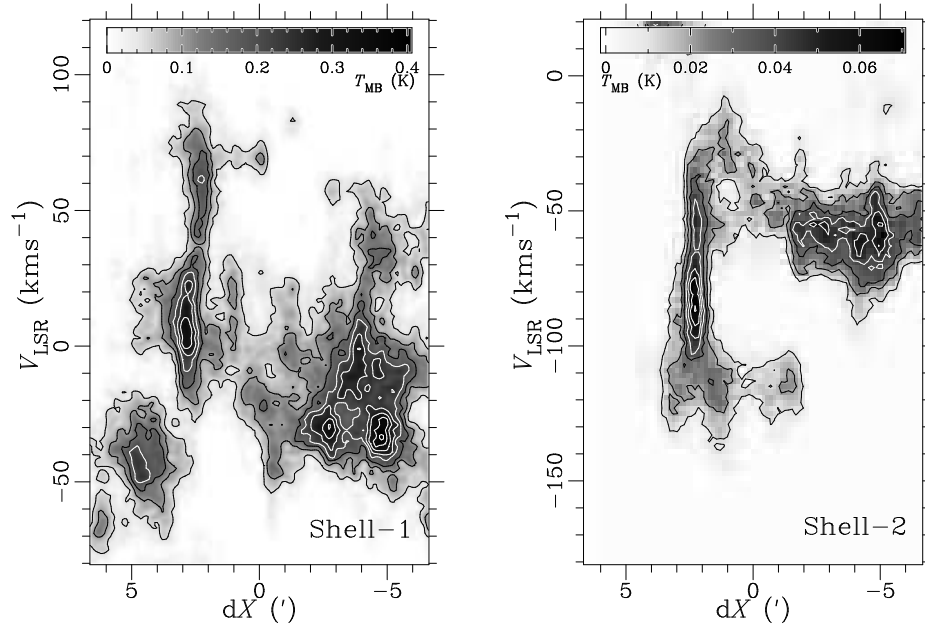 0 0.1 0.2 0.3 0.4
T_MB (K)
100
50
0
−50
V_LSR (kms⁻¹)
Shell−1
5 0 −5
dX (′)
0 0.02 0.04 0.06
T_MB (K)
0
−50
−100
−150
V_LSR (kms⁻¹)
Shell−2
5 0 −5
dX (′)